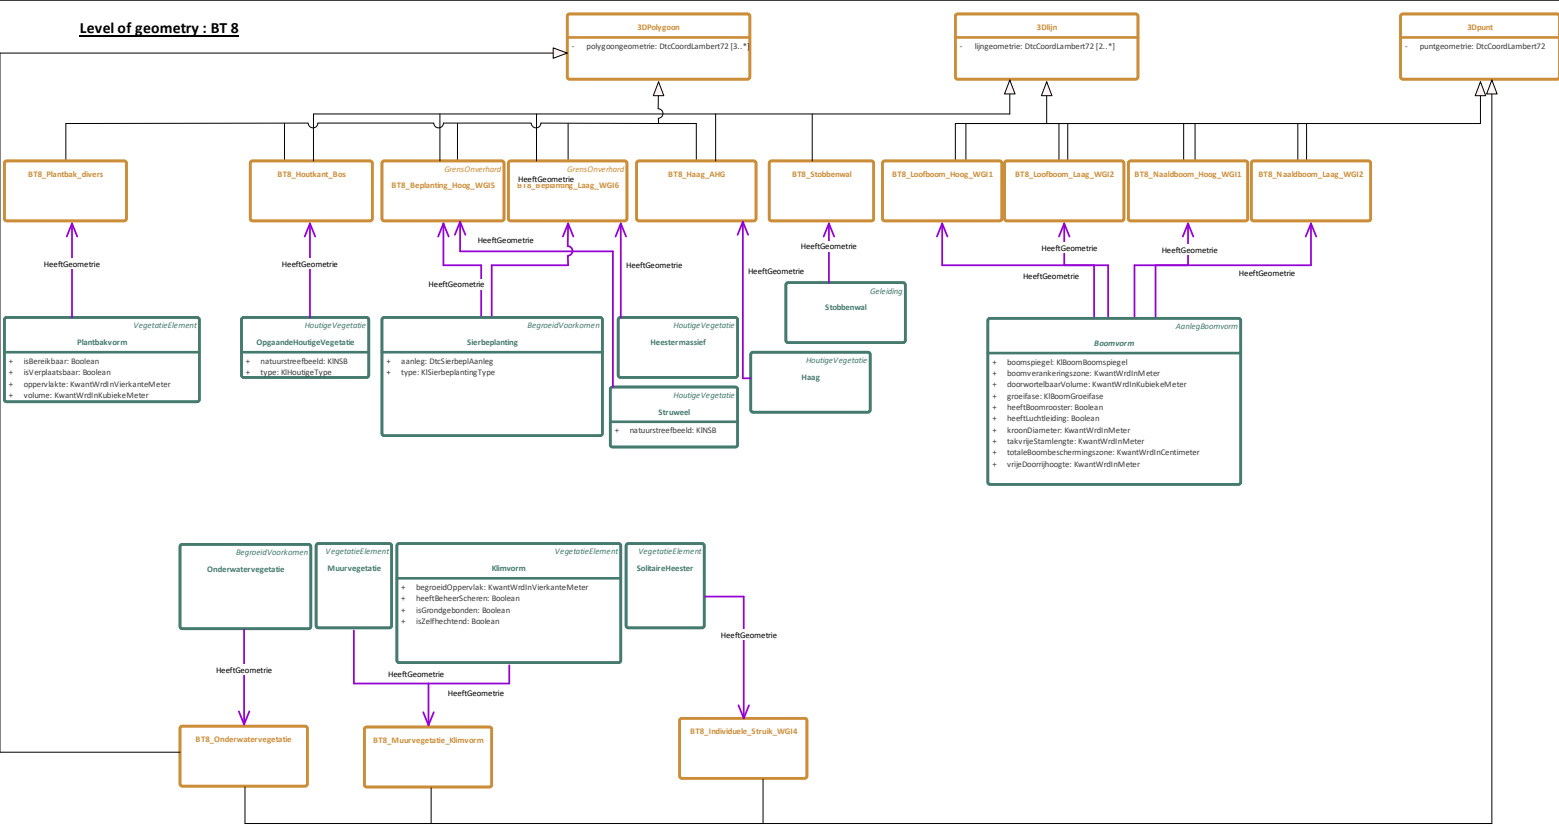 Level of geometry : BT 8
3DPolygoon
- polygoongeometrie: DtcCoordLambert72 [3..*]
3Dlijn
- lijngeometrie: DtcCoordLambert72 [2..*]
3Dpunt
- puntgeometrie: DtcCoordLambert72
BT8_Plantbak_divers
BT8_Houtkant_Bos
GrensOnverhard
BT8_Beplanting_Hoog_WGI5
GrensOnverhard
HeeftGeometrie
BT8_Beplanting_Laag_WGI6
BT8_Haag_AHG
BT8_Stobbenwal
BT8_Loofboom_Hoog_WGI1
BT8_Loofboom_Laag_WGI2
BT8_Naaldboom_Hoog_WGI1
BT8_Naaldboom_Laag_WGI2
HeeftGeometrie
HeeftGeometrie
HeeftGeometrie
HeeftGeometrie
HeeftGeometrie
HeeftGeometrie
HeeftGeometrie
HeeftGeometrie
HeeftGeometrie
HeeftGeometrie
HeeftGeometrie
HeeftGeometrie
Geleiding
Stobbenwal
VegetatieElement
Plantbakvorm
+ isBereikbaar: Boolean
+ isVerplaatsbaar: Boolean
+ oppervlakte: KwantWrdInVierkanteMeter
+ volume: KwantWrdInKubiekeMeter
HoutigeVegetatie
OpgaandeHoutigeVegetatie
+ natuurstreefbeeld: KlNSB
+ type: KlHoutigeType
BegroeidVoorkomen
Sierbeplanting
+ aanleg: DtcSierbeplAanleg
+ type: KlSierbeplantingType
HoutigeVegetatie
Heestermassief
HoutigeVegetatie
Haag
HoutigeVegetatie
Struweel
+ natuurstreefbeeld: KlNSB
AanlegBoomvorm
Boomvorm
+ boomspiegel: KlBoomBoomspiegel
+ boomverankeringszone: KwantWrdInMeter
+ doorwortelbaarVolume: KwantWrdInKubiekeMeter
+ groeifase: KlBoomGroeifase
+ heeftBoomrooster: Boolean
+ heeftLuchtleiding: Boolean
+ kroonDiameter: KwantWrdInMeter
+ takvrijeStamlengte: KwantWrdInMeter
+ totaleBoombeschermingszone: KwantWrdInCentimeter
+ vrijeDoorrijhoogte: KwantWrdInMeter
BegroeidVoorkomen
Onderwatervegetatie
VegetatieElement
Muurvegetatie
VegetatieElement
Klimvorm
+ begroeidOppervlak: KwantWrdInVierkanteMeter
+ heeftBeheerScheren: Boolean
+ isGrondgebonden: Boolean
+ isZelfhechtend: Boolean
VegetatieElement
SolitaireHeester
HeeftGeometrie
HeeftGeometrie
HeeftGeometrie
HeeftGeometrie
BT8_Onderwatervegetatie
BT8_Muurvegetatie_Klimvorm
BT8_Individuele_Struik_WGI4